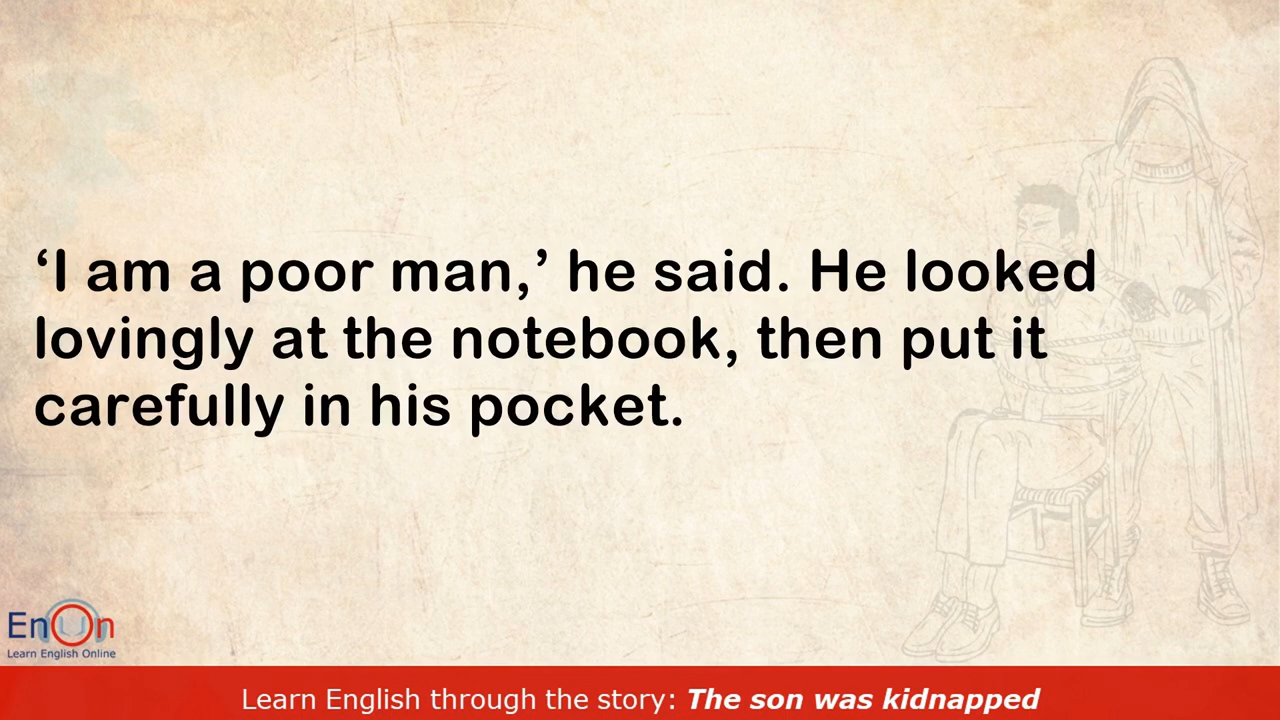 ‘I am a poor man,’ he said. He looked
lovingly at the notebook, then put it
carefully in his pocket.
EnOn
Learn English Online
Learn English through the story: The son was kidnapped